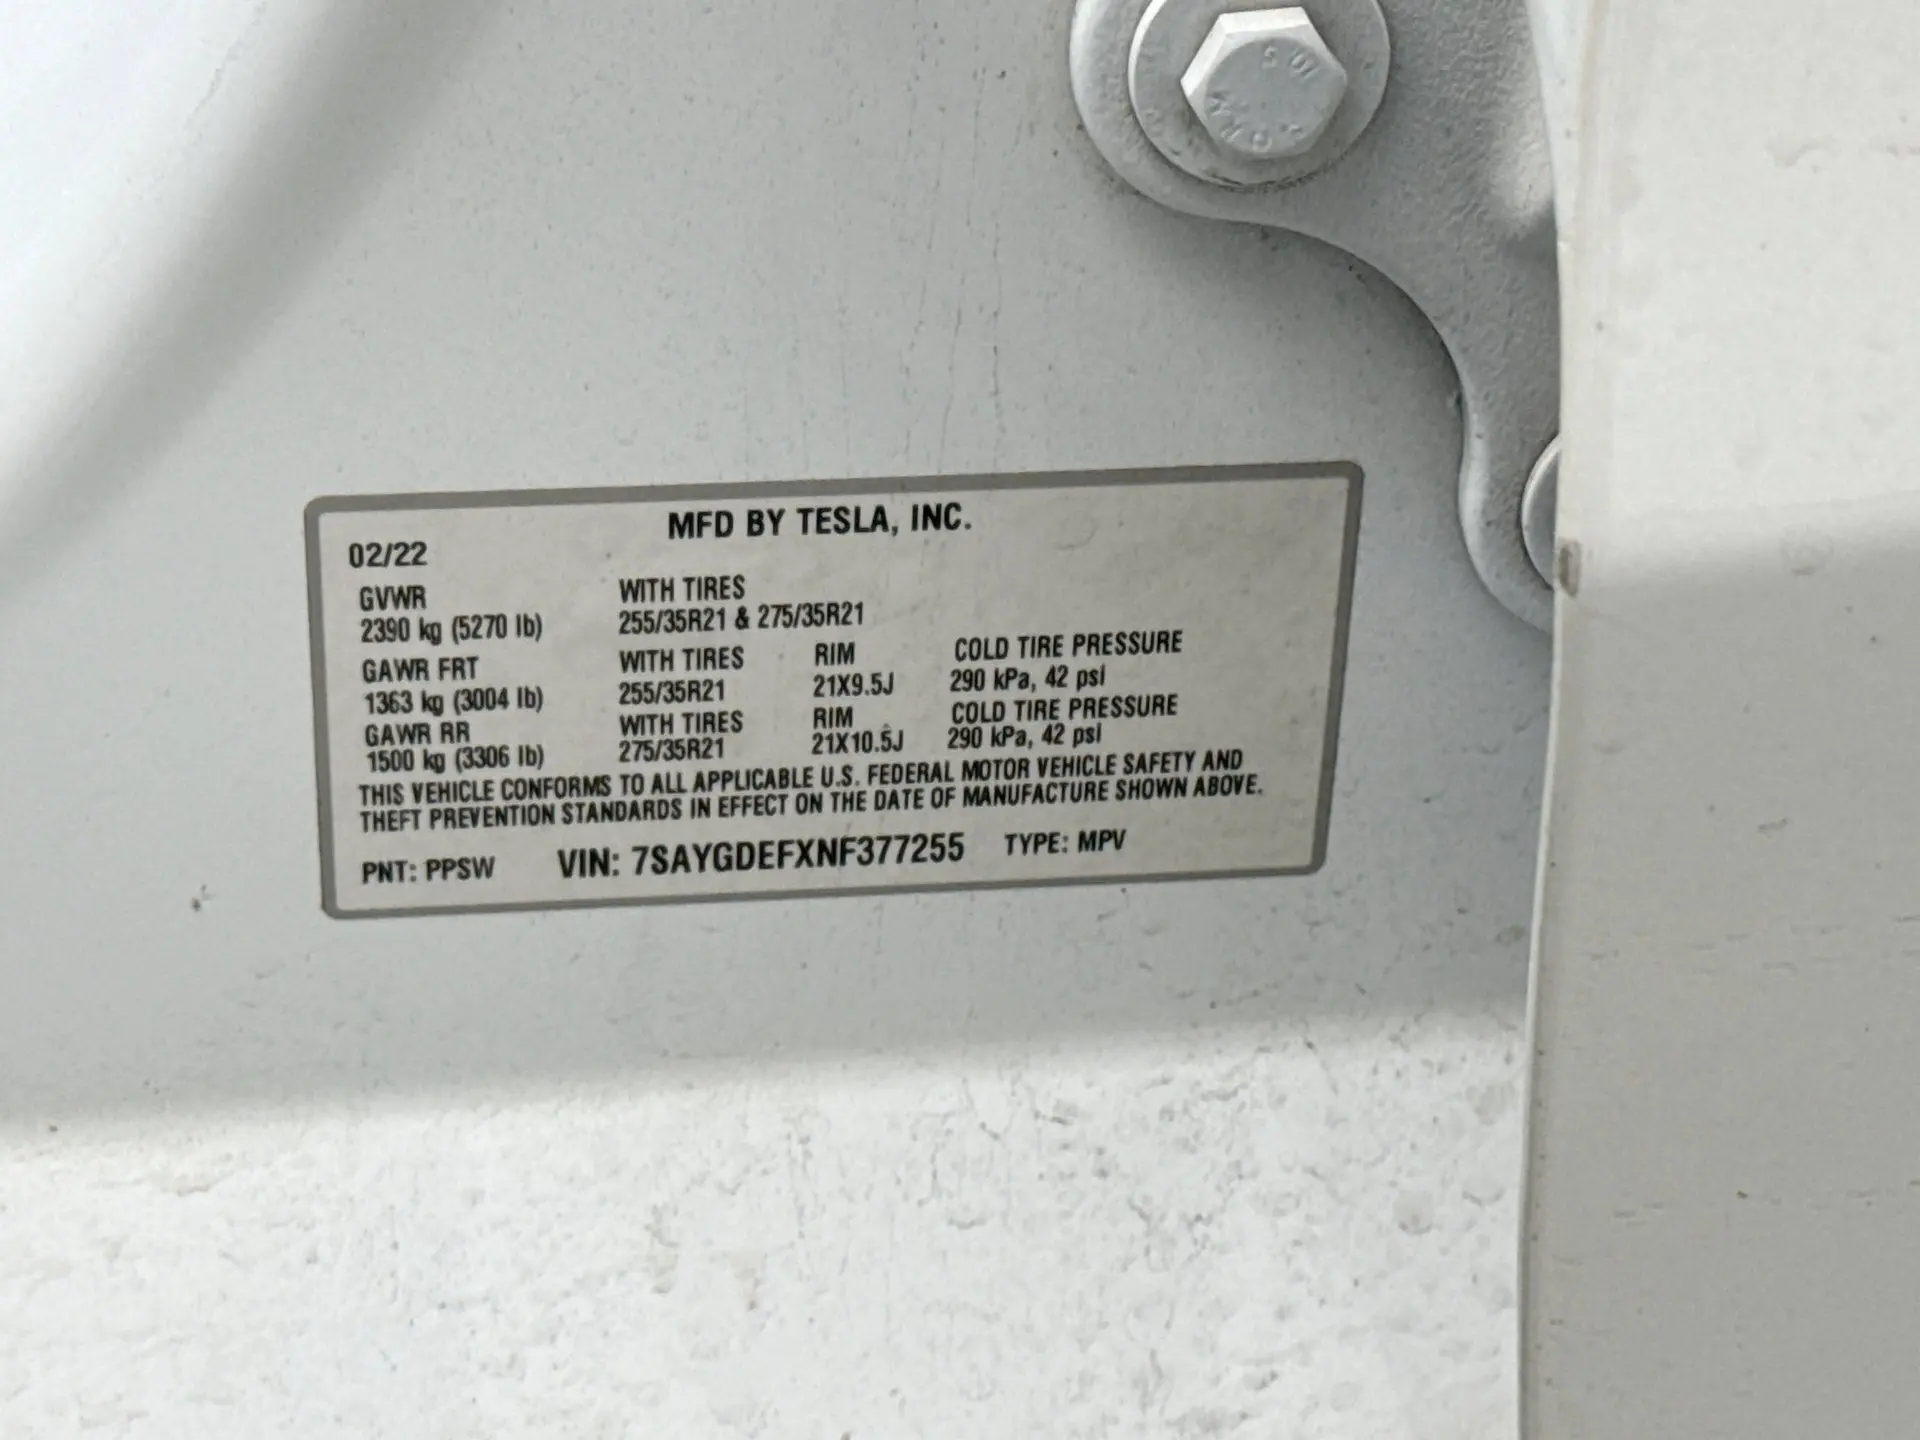 MFD BY TESLA, INC.
02/22
GVWR WITH TIRES
2390 kg (5270 lb) 255/35R21 & 275/35R21
GAWR FRT WITH TIRES RIM COLD TIRE PRESSURE
1363 kg (3004 lb) 255/35R21 21X9.5J 290 kPa, 42 psi
GAWR RR WITH TIRES RIM COLD TIRE PRESSURE
1500 kg (3306 lb) 275/35R21 21X10.5J 290 kPa, 42 psi
THIS VEHICLE CONFORMS TO ALL APPLICABLE U.S. FEDERAL MOTOR VEHICLE SAFETY AND
THEFT PREVENTION STANDARDS IN EFFECT ON THE DATE OF MANUFACTURE SHOWN ABOVE.
PNT: PPSW VIN: 7SAYGDEFXNF377255 TYPE: MPV